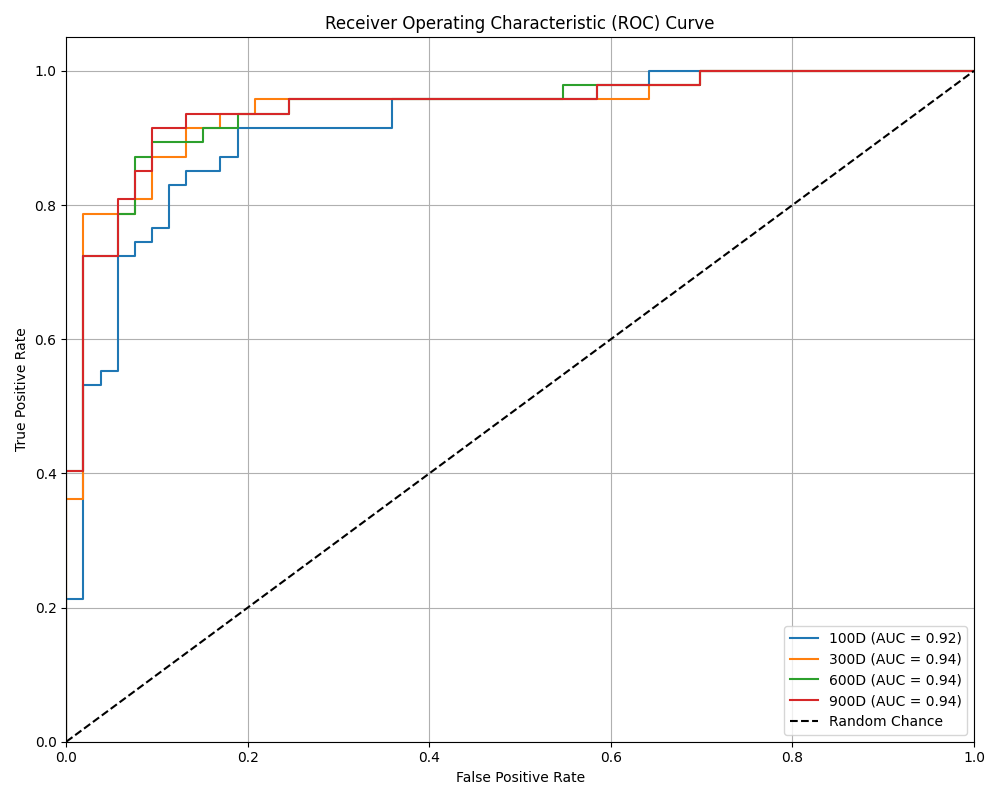 Receiver Operating Characteristic (ROC) Curve
True Positive Rate
1.0
0.8
0.6
0.4
0.2
0.0
0.0 0.2 0.4 0.6 0.8 1.0
False Positive Rate
100D (AUC = 0.92)
300D (AUC = 0.94)
600D (AUC = 0.94)
900D (AUC = 0.94)
Random Chance